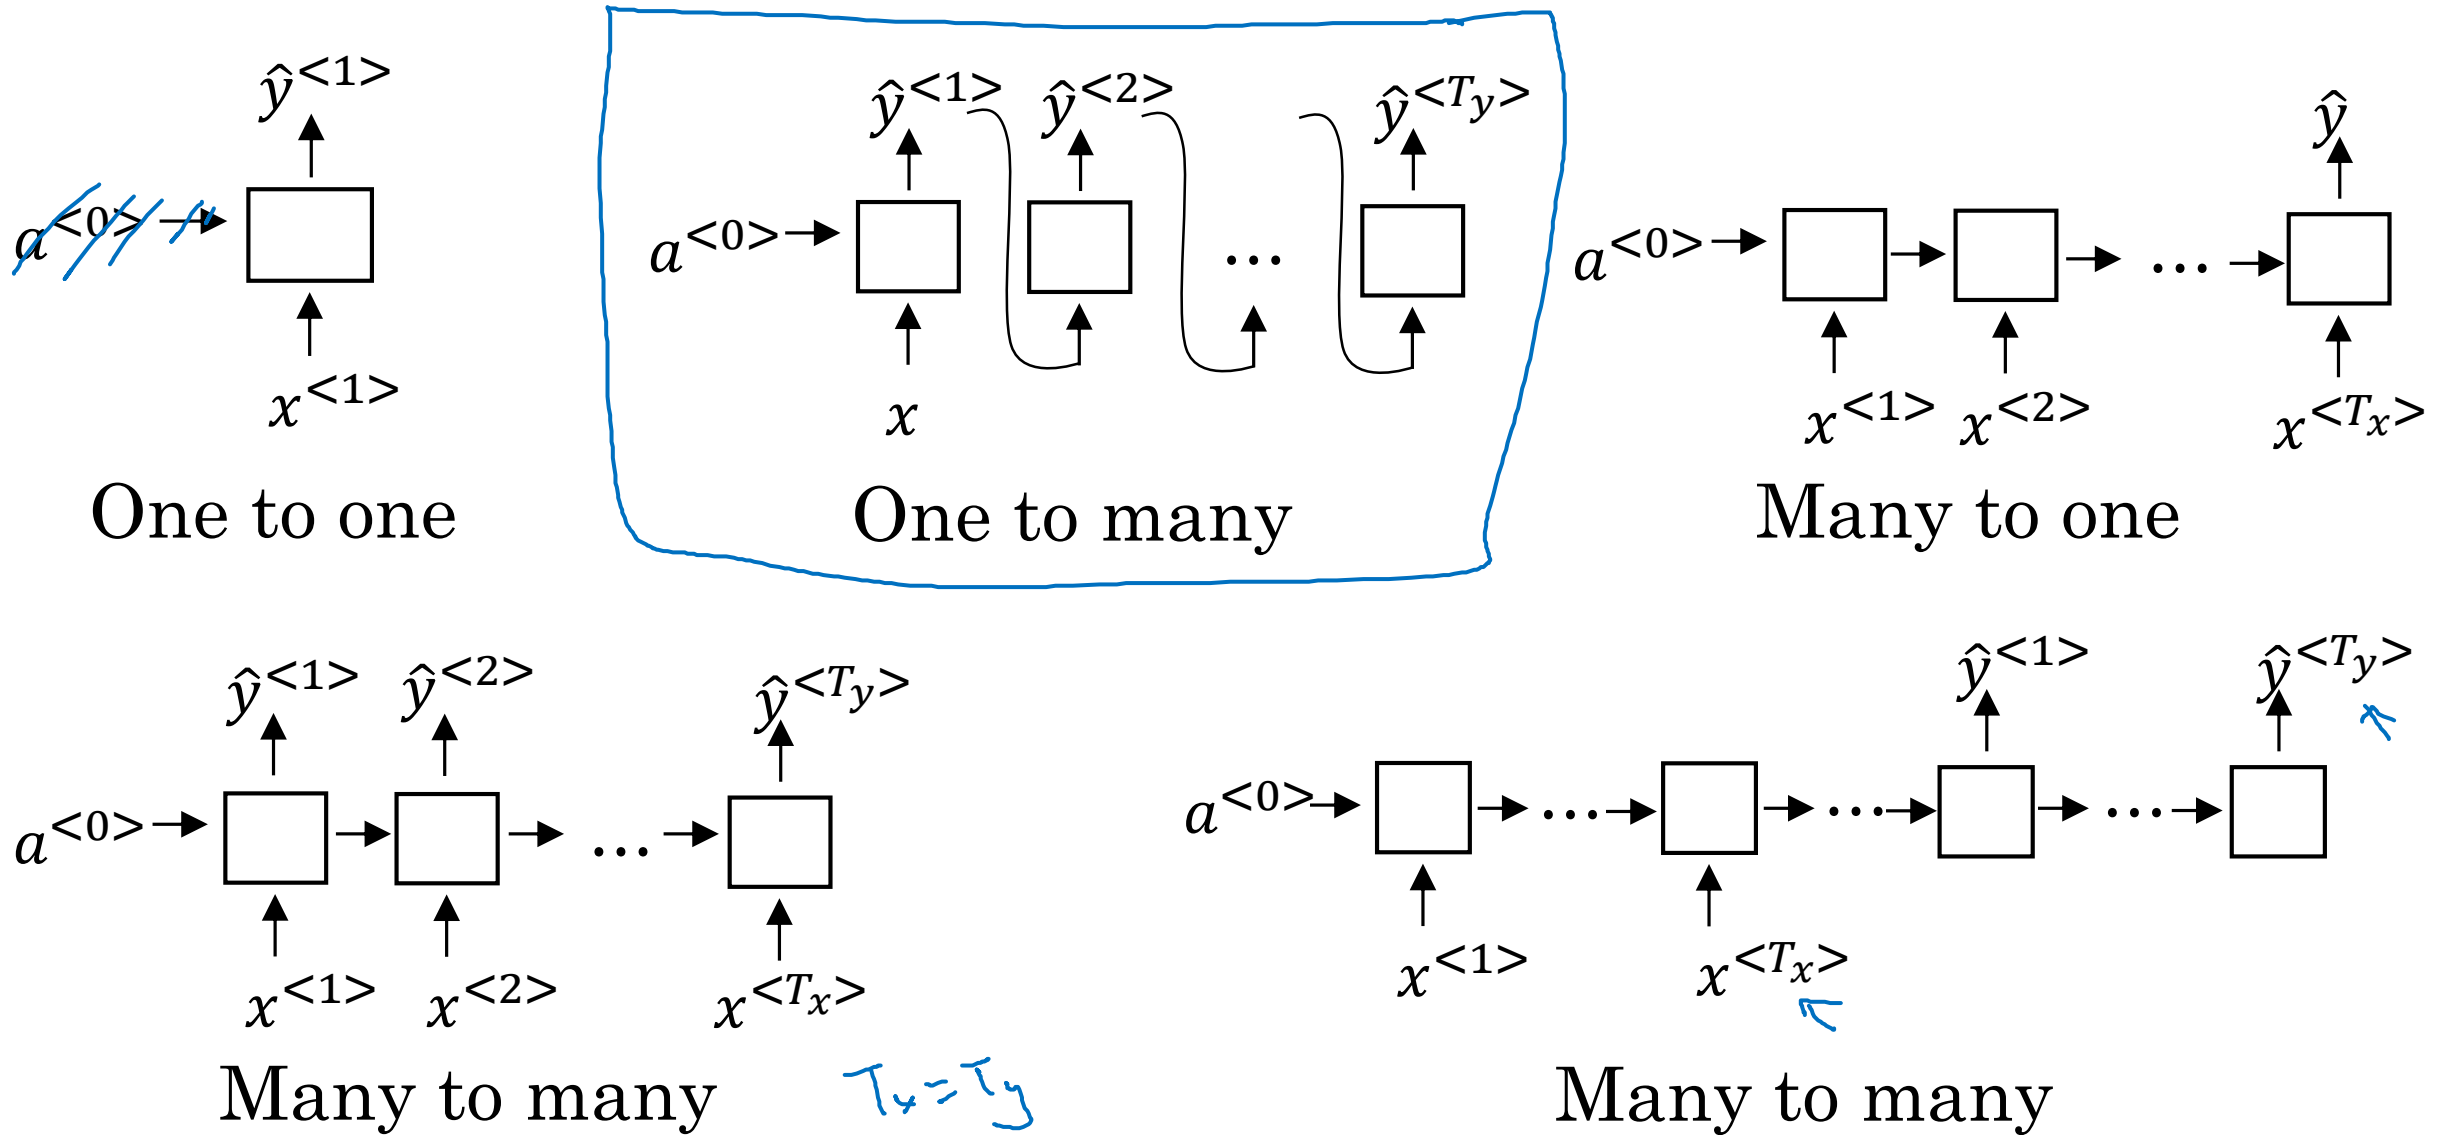 ŷ<1>
a<0>
x<1>
One to one
ŷ<1> ŷ<2> ŷ<Ty>
a<0> ...
x
One to many
ŷ
a<0> ...
x<1> x<2> x<Tx>
Many to one
ŷ<1> ŷ<2> ŷ<Ty>
a<0> ...
x<1> x<2> x<Tx>
Many to many Tx=Ty
ŷ<1> ŷ<Ty>
a<0> ... ... ...
x<1> x<Tx>
Many to many